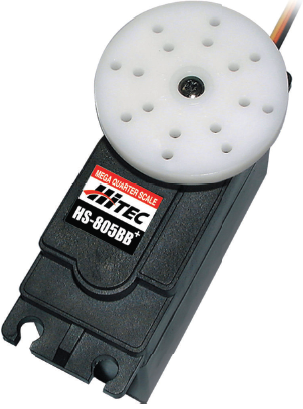 MEGA QUARTER SCALE
HiTEC
HS-805BB+